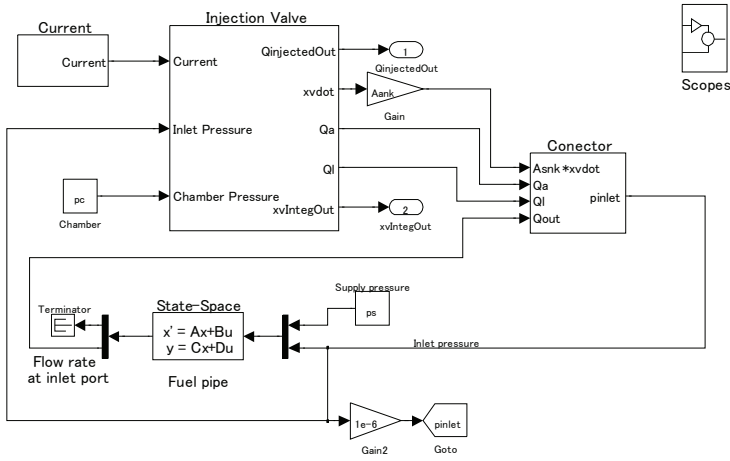 Injection Valve
Current
Current
Current
QinjectedOut
1
QinjectedOut
xvdot
Aank
Gain
Scopes
Inlet Pressure
Qa
Ql
Chamber Pressure
xvIntegOut
2
xvIntegOut
pc
Chamber
Conector
Asnk*xvdot
Qa
Ql
Qout
pinlet
Supply pressure
ps
Terminator
State-Space
x' = Ax+Bu
y = Cx+Du
Fuel pipe
Flow rate
at inlet port
Inlet pressure
1e-6
Gain2
pinlet
Goto